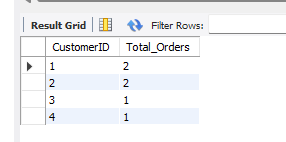 Result Grid Filter Rows:
CustomerID Total_Orders
1 2
2 2
3 1
4 1